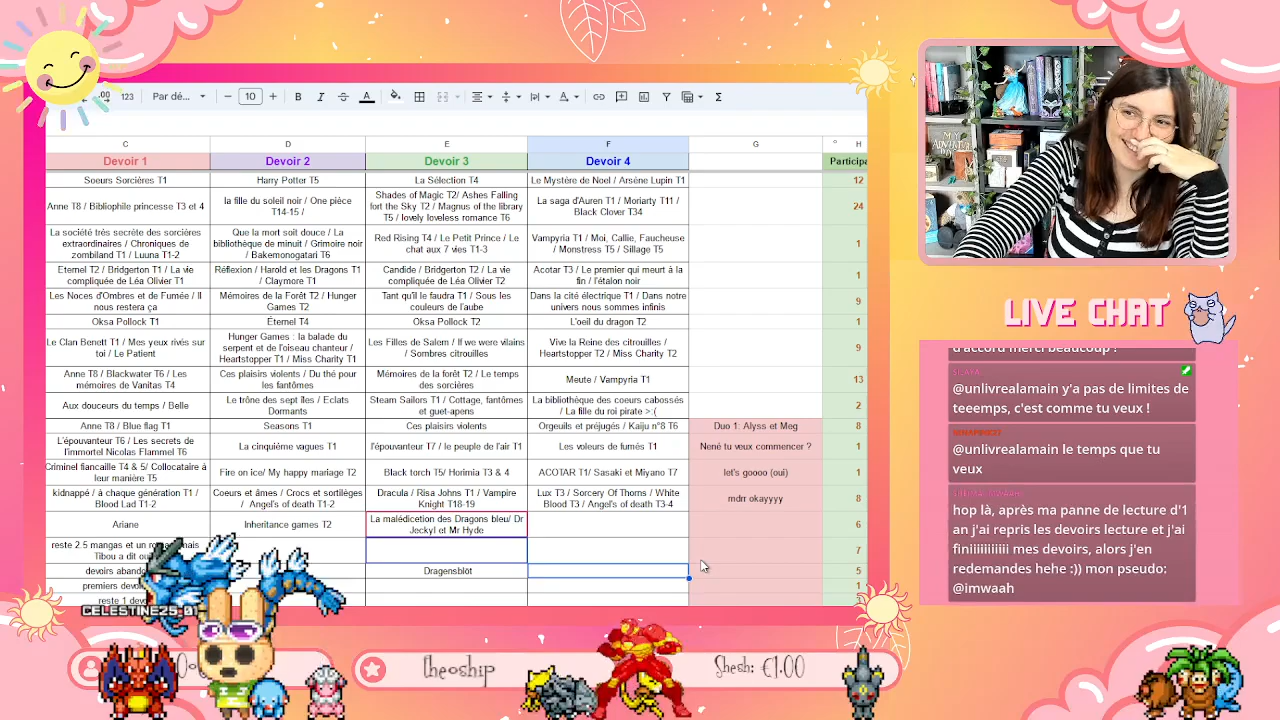 .00 123 Par dé... − 10 + B I S A Σ
C D E F G H
Devoir 1 Devoir 2 Devoir 3 Devoir 4 Participa
Soeurs Sorcières T1 Harry Potter T5 La Sélection T4 Le Mystère de Noel / Arsène Lupin T1 12
Anne T8 / Bibliophile princesse T3 et 4
la fille du soleil noir / One pièce
T14-15 /
Shades of Magic T2/ Ashes Falling
fort the Sky T2 / Magnus of the library
T5 / lovely loveless romance T6
La saga d'Auren T1 / Moriarty T11 /
Black Clover T34
24
La société très secrète des sorcières
extraordinaires / Chroniques de
zombiland T1 / Luuna T1-2
Que la mort soit douce / La
bibliothèque de minuit / Grimoire noir
/ Bakemonogatari T6
Red Rising T4 / Le Petit Prince / Le
chat aux 7 vies T1-3
Vampyria T1 / Moi, Callie, Faucheuse
/ Monstress T5 / Sillage T5
1
Eternel T2 / Bridgerton T1 / La vie
compliquée de Léa Olivier T1
Réflexion / Harold et les Dragons T1
/ Claymore T1
Candide / Bridgerton T2 / La vie
compliquée de Léa Olivier T2
Acotar T3 / Le premier qui meurt à la
fin / l'étalon noir
1
Les Noces d'Ombres et de Fumée / Il
nous restera ça
Mémoires de la Forêt T2 / Hunger
Games T2
Tant qu'il le faudra T1 / Sous les
couleurs de l'aube
Dans la cité électrique T1 / Dans notre
univers nous sommes infinis
9
Oksa Pollock T1 Éternel T4 Oksa Pollock T2 L'oeil du dragon T2 1
Le Clan Benett T1 / Mes yeux rivés sur
toi / Le Patient
Hunger Games : la balade du
serpent et de l'oiseau chanteur /
Heartstopper T1 / Miss Charity T1
Les Filles de Salem / If we were vilains
/ Sombres citrouilles
Vive la Reine des citrouilles /
Heartstopper T2 / Miss Charity T2
9
Anne T8 / Blackwater T6 / Les
mémoires de Vanitas T4
Ces plaisirs violents / Du thé pour
les fantômes
Mémoires de la forêt T2 / Le temps
des sorcières
Meute / Vampyria T1
13
Aux douceurs du temps / Belle
Le trône des sept îles / Eclats
Dormants
Steam Sailors T1 / Cottage, fantômes
et guet-apens
La bibliothèque des coeurs cabossés
/ La fille du roi pirate >:(
2
Anne T8 / Blue flag T1 Seasons T1 Ces plaisirs violents Orgeuils et préjugés / Kaiju n°8 T6 Duo 1: Alyss et Meg 8
L'épouvanteur T6 / Les secrets de
l'immortel Nicolas Flammel T6
La cinquième vagues T1 l'épouvanteur T7 / le peuple de l'air T1 Les voleurs de fumés T1 Nené tu veux commencer ? 1
Criminel fiancaille T4 & 5/ Collocataire à
leur manière T5
Fire on ice/ My happy mariage T2 Black torch T5/ Horimia T3 & 4 ACOTAR T1/ Sasaki et Miyano T7 let's goooo (oui) 1
kidnappé / à chaque génération T1 /
Blood Lad T1-2
Coeurs et âmes / Crocs et sortilèges
/ Angel's of death T1-2
Dracula / Risa Johns T1 / Vampire
Knight T18-19
Lux T3 / Sorcery Of Thorns / White
Blood T3 / Angel's of death T3-4
mdrr okayyyy
8
Ariane Inheritance games T2
La malédicetion des Dragons bleu/ Dr
Jeckyl et Mr Hyde
6
reste 2.5 mangas et un
Tibou a dit
7
devoirs aband Dragensblöt 5
premiers devo 1
reste 1 devo
CELESTINE25_01
theoship
Shesh: €1.00
LIVE CHAT
d'accord merci beaucoup !
@unlivrealamain y'a pas de limites de
teeemps, c'est comme tu veux !
@unlivrealamain le temps que tu
veux
hop là, après ma panne de lecture d'1
an j'ai repris les devoirs lecture et j'ai
finiiiiiiiiiii mes devoirs, alors j'en
redemandes hehe :)) mon pseudo:
@imwaah